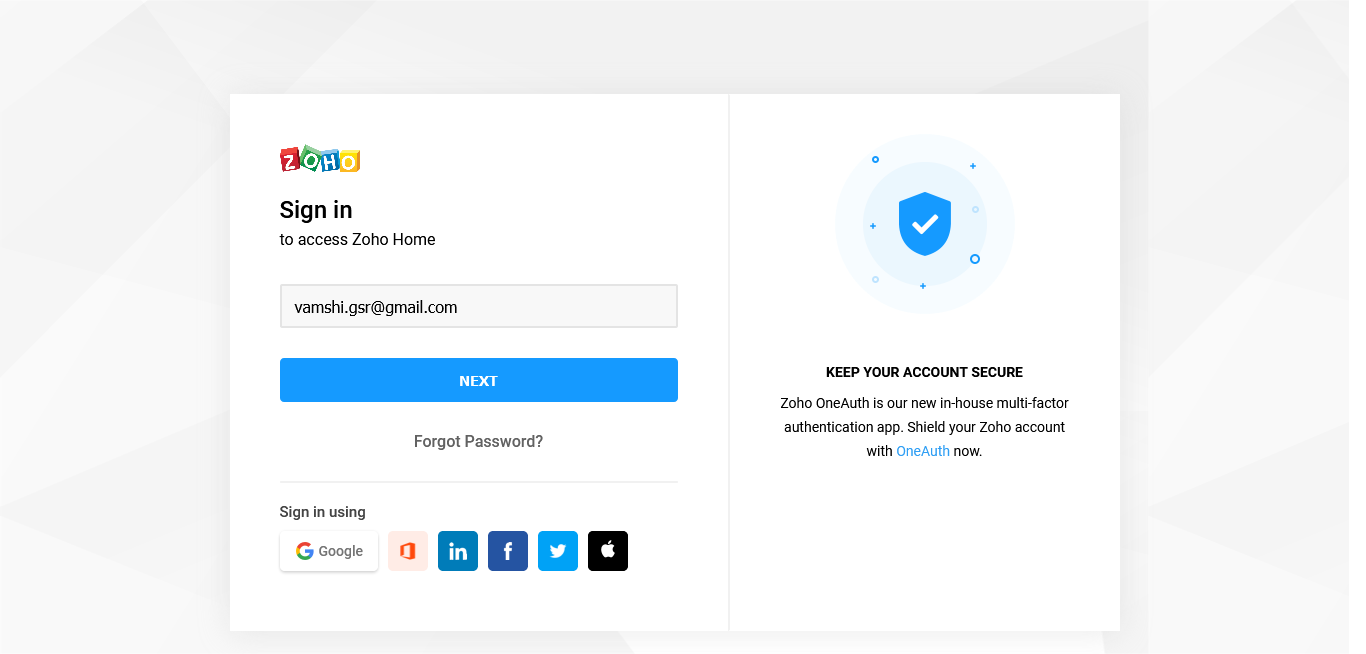 ZOHO
Sign in
to access Zoho Home
vamshi.gsr@gmail.com
NEXT
Forgot Password?
Sign in using
Google
in
f
KEEP YOUR ACCOUNT SECURE
Zoho OneAuth is our new in-house multi-factor
authentication app. Shield your Zoho account
with OneAuth now.